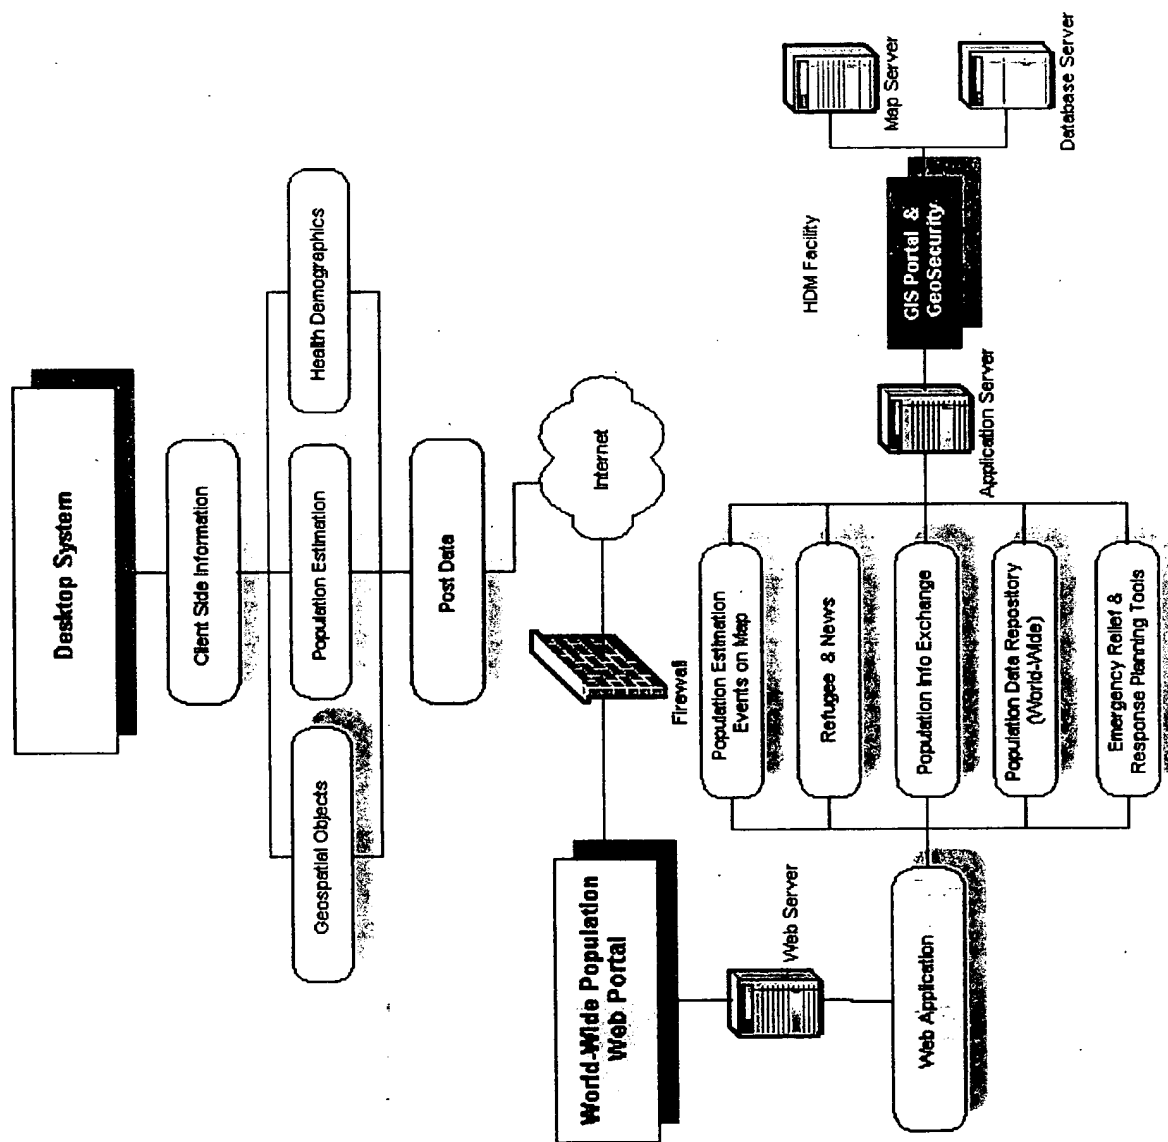 Desktop System
Client Side Information
Geospatial Objects
Population Estimation
Health Demographics
Post Data
Internet
Firewall
World-Wide Population
Web Portal
Web Server
Web Application
Population Estimation
Events on Map
Refugee & News
Population Info Exchange
Population Data Repository
(World-Wide)
Emergency Relief &
Response Planning Tools
Application Server
HDM Facility
GIS Portal &
GeoSecurity
Map Server
Database Server